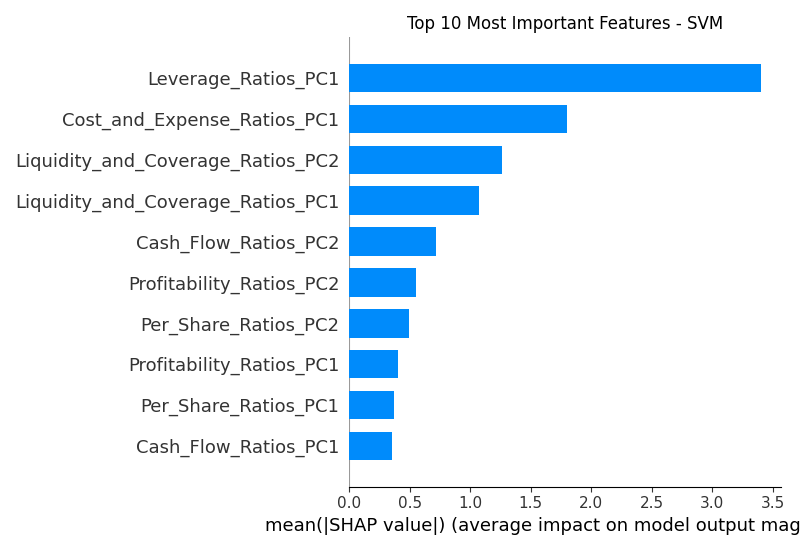 Top 10 Most Important Features - SVM
Leverage_Ratios_PC1
Cost_and_Expense_Ratios_PC1
Liquidity_and_Coverage_Ratios_PC2
Liquidity_and_Coverage_Ratios_PC1
Cash_Flow_Ratios_PC2
Profitability_Ratios_PC2
Per_Share_Ratios_PC2
Profitability_Ratios_PC1
Per_Share_Ratios_PC1
Cash_Flow_Ratios_PC1
0.0 0.5 1.0 1.5 2.0 2.5 3.0 3.5
mean(|SHAP value|) (average impact on model output mag